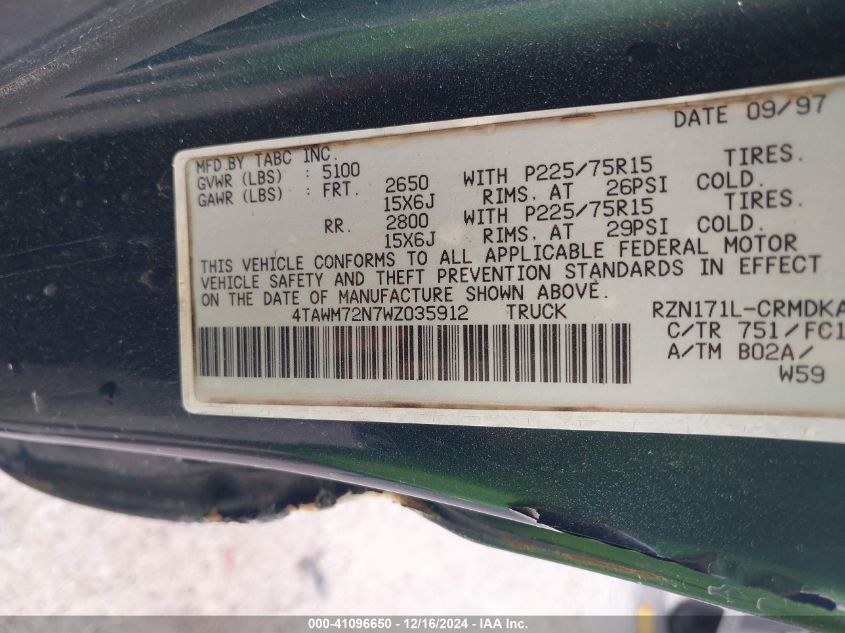 DATE 09/97
MFD.BY TABC INC.
GVWR (LBS) : 5100
GAWR (LBS) : FRT. 2650 WITH P225/75R15 TIRES.
15X6J RIMS. AT 26PSI COLD.
RR. 2800 WITH P225/75R15 TIRES.
15X6J RIMS. AT 29PSI COLD.
THIS VEHICLE CONFORMS TO ALL APPLICABLE FEDERAL MOTOR
VEHICLE SAFETY AND THEFT PREVENTION STANDARDS IN EFFECT
ON THE DATE OF MANUFACTURE SHOWN ABOVE.
4TAWM72N7WZ035912 TRUCK RZN171L-CRMDKA
C/TR 751/FC1
A/TM B02A/
W59
000-41096650 - 12/16/2024 - IEEAI.COM